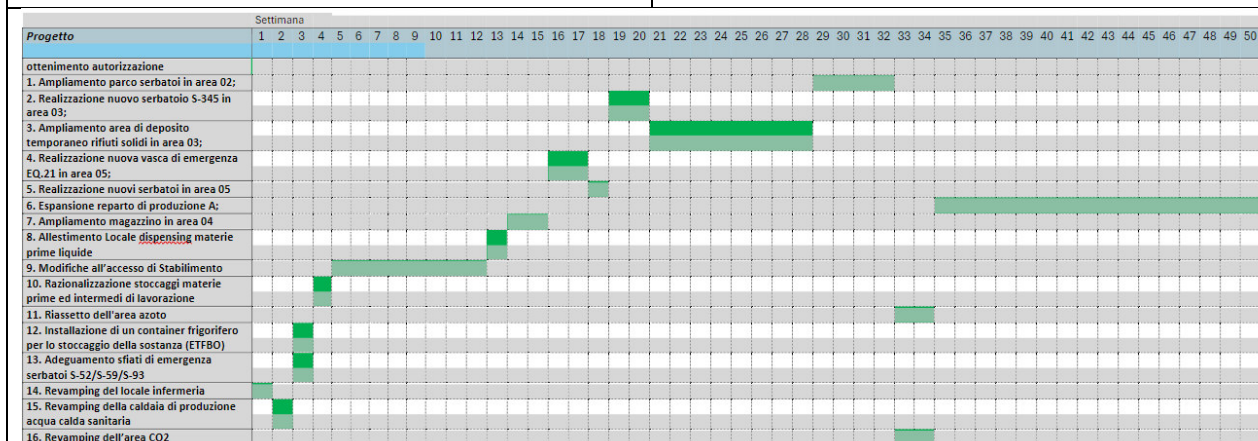 Settimana
Progetto 1 2 3 4 5 6 7 8 9 10 11 12 13 14 15 16 17 18 19 20 21 22 23 24 25 26 27 28 29 30 31 32 33 34 35 36 37 38 39 40 41 42 43 44 45 46 47 48 49 50
ottenimento autorizzazione
1. Ampliamento parco serbatoi in area 02;
2. Realizzazione nuovo serbatoio S-345 in
area 03;
3. Ampliamento area di deposito
temporaneo rifiuti solidi in area 03;
4. Realizzazione nuova vasca di emergenza
EQ.21 in area 05;
5. Realizzazione nuovi serbatoi in area 05
6. Espansione reparto di produzione A;
7. Ampliamento magazzino in area 04
8. Allestimento Locale dispensing materie
prime liquide
9. Modifiche all'accesso di Stabilimento
10. Razionalizzazione stoccaggi materie
prime ed intermedi di lavorazione
11. Riassetto dell'area azoto
12. Installazione di un container frigorifero
per lo stoccaggio della sostanza (ETFBO)
13. Adeguamento sfiati di emergenza
serbatoi S-52/S-59/S-93
14. Revamping del locale infermeria
15. Revamping della caldaia di produzione
acqua calda sanitaria
16. Revamping dell'area CO2